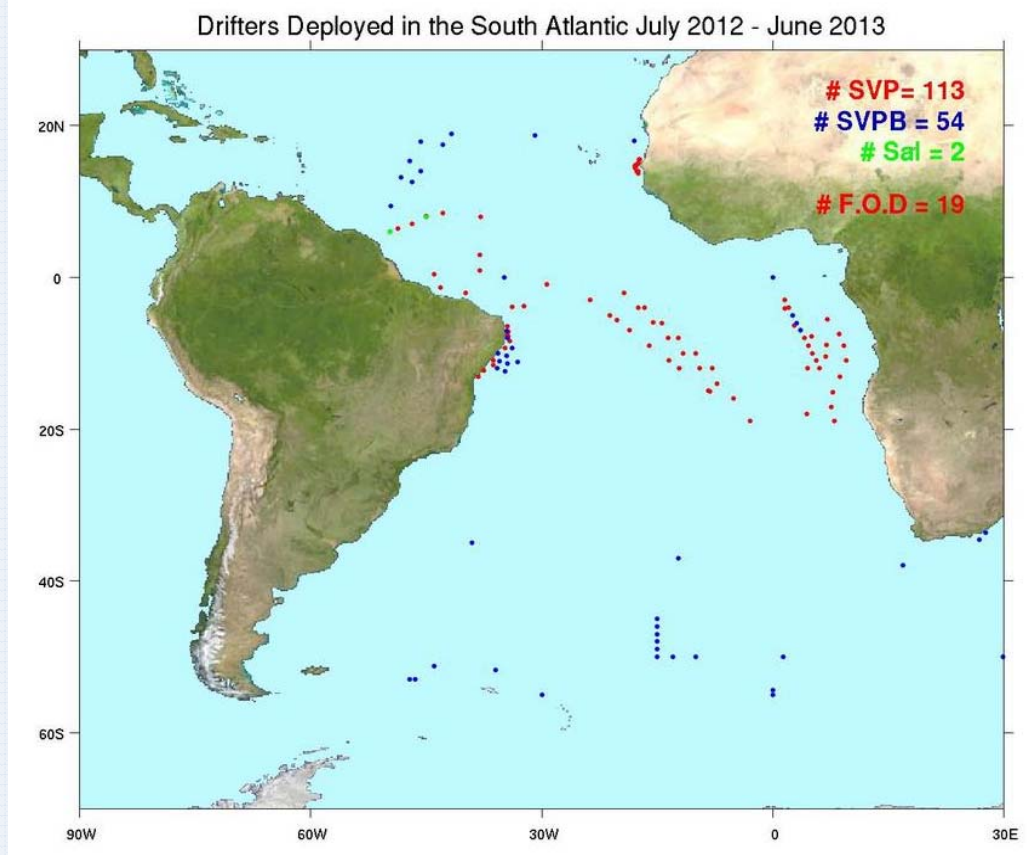 Drifters Deployed in the South Atlantic July 2012 - June 2013
# SVP= 113
# SVPB = 54
# Sal = 2
# F.O.D = 19
20N
0
20S
40S
60S
90W
60W
30W
0
30E